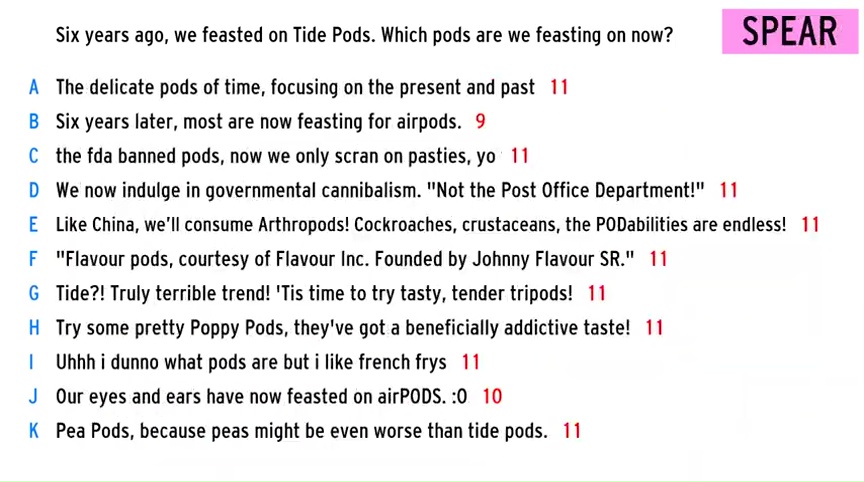 Six years ago, we feasted on Tide Pods. Which pods are we feasting on now?
SPEAR
A The delicate pods of time, focusing on the present and past 11
B Six years later, most are now feasting for airpods. 9
C the fda banned pods, now we only scran on pasties, yo 11
D We now indulge in governmental cannibalism. "Not the Post Office Department!" 11
E Like China, we'll consume Arthropods! Cockroaches, crustaceans, the PODabilities are endless! 11
F "Flavour pods, courtesy of Flavour Inc. Founded by Johnny Flavour SR." 11
G Tide?! Truly terrible trend! 'Tis time to try tasty, tender tripods! 11
H Try some pretty Poppy Pods, they've got a beneficially addictive taste! 11
I Uhhh i dunno what pods are but i like french frys 11
J Our eyes and ears have now feasted on airPODS. :O 10
K Pea Pods, because peas might be even worse than tide pods. 11